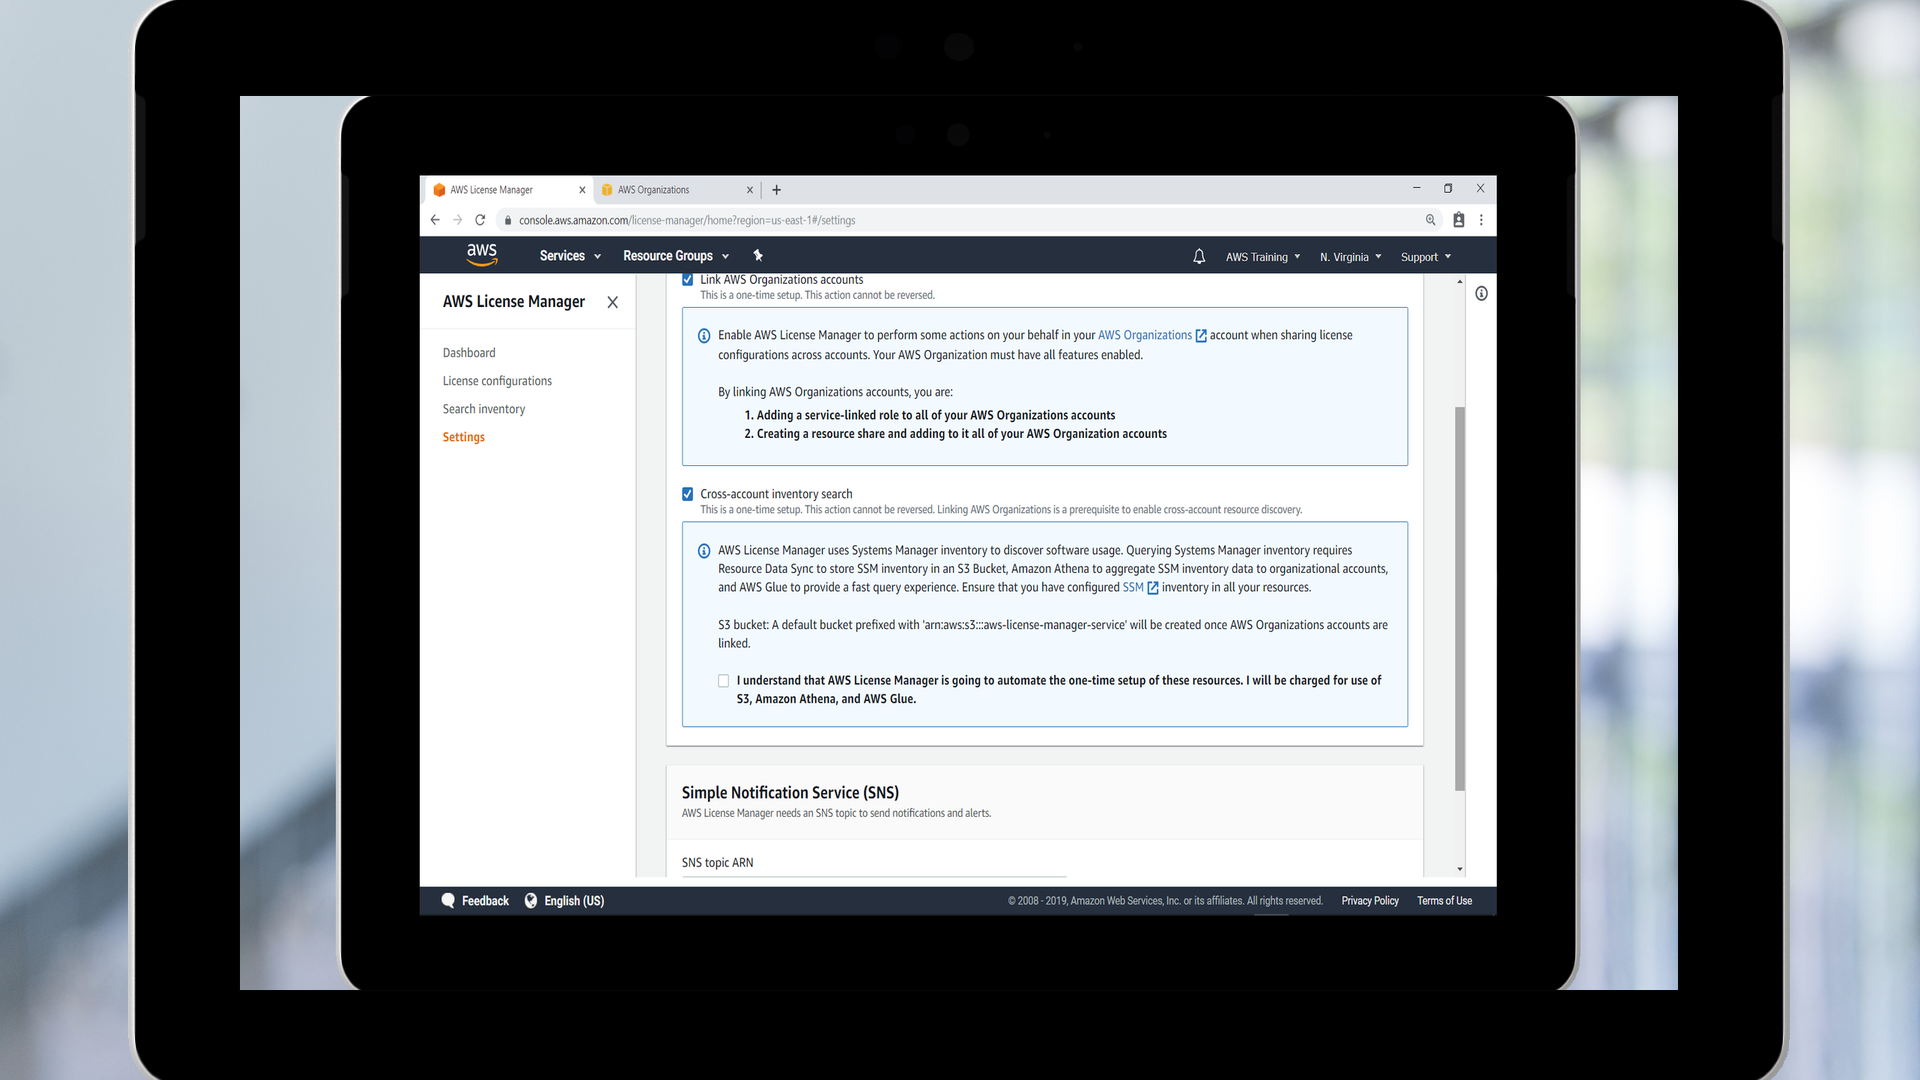 AWS License Manager
AWS Organizations
console.aws.amazon.com/license-manager/home?region=us-east-1#/settings
aws
Services
Resource Groups
AWS Training
N. Virginia
Support
AWS License Manager
Dashboard
License configurations
Search inventory
Settings
Link AWS Organizations accounts
This is a one-time setup. This action cannot be reversed.
Enable AWS License Manager to perform some actions on your behalf in your AWS Organizations account when sharing license
configurations across accounts. Your AWS Organization must have all features enabled.
By linking AWS Organizations accounts, you are:
1. Adding a service-linked role to all of your AWS Organizations accounts
2. Creating a resource share and adding to it all of your AWS Organization accounts
Cross-account inventory search
This is a one-time setup. This action cannot be reversed. Linking AWS Organizations is a prerequisite to enable cross-account resource discovery.
AWS License Manager uses Systems Manager inventory to discover software usage. Querying Systems Manager inventory requires
Resource Data Sync to store SSM inventory in an S3 Bucket, Amazon Athena to aggregate SSM inventory data to organizational accounts,
and AWS Glue to provide a fast query experience. Ensure that you have configured SSM inventory in all your resources.
S3 bucket: A default bucket prefixed with 'arn:aws:s3:::aws-license-manager-service' will be created once AWS Organizations accounts are
linked.
I understand that AWS License Manager is going to automate the one-time setup of these resources. I will be charged for use of
S3, Amazon Athena, and AWS Glue.
Simple Notification Service (SNS)
AWS License Manager needs an SNS topic to send notifications and alerts.
SNS topic ARN
Feedback
English (US)
© 2008 - 2019, Amazon Web Services, Inc. or its affiliates. All rights reserved.
Privacy Policy
Terms of Use